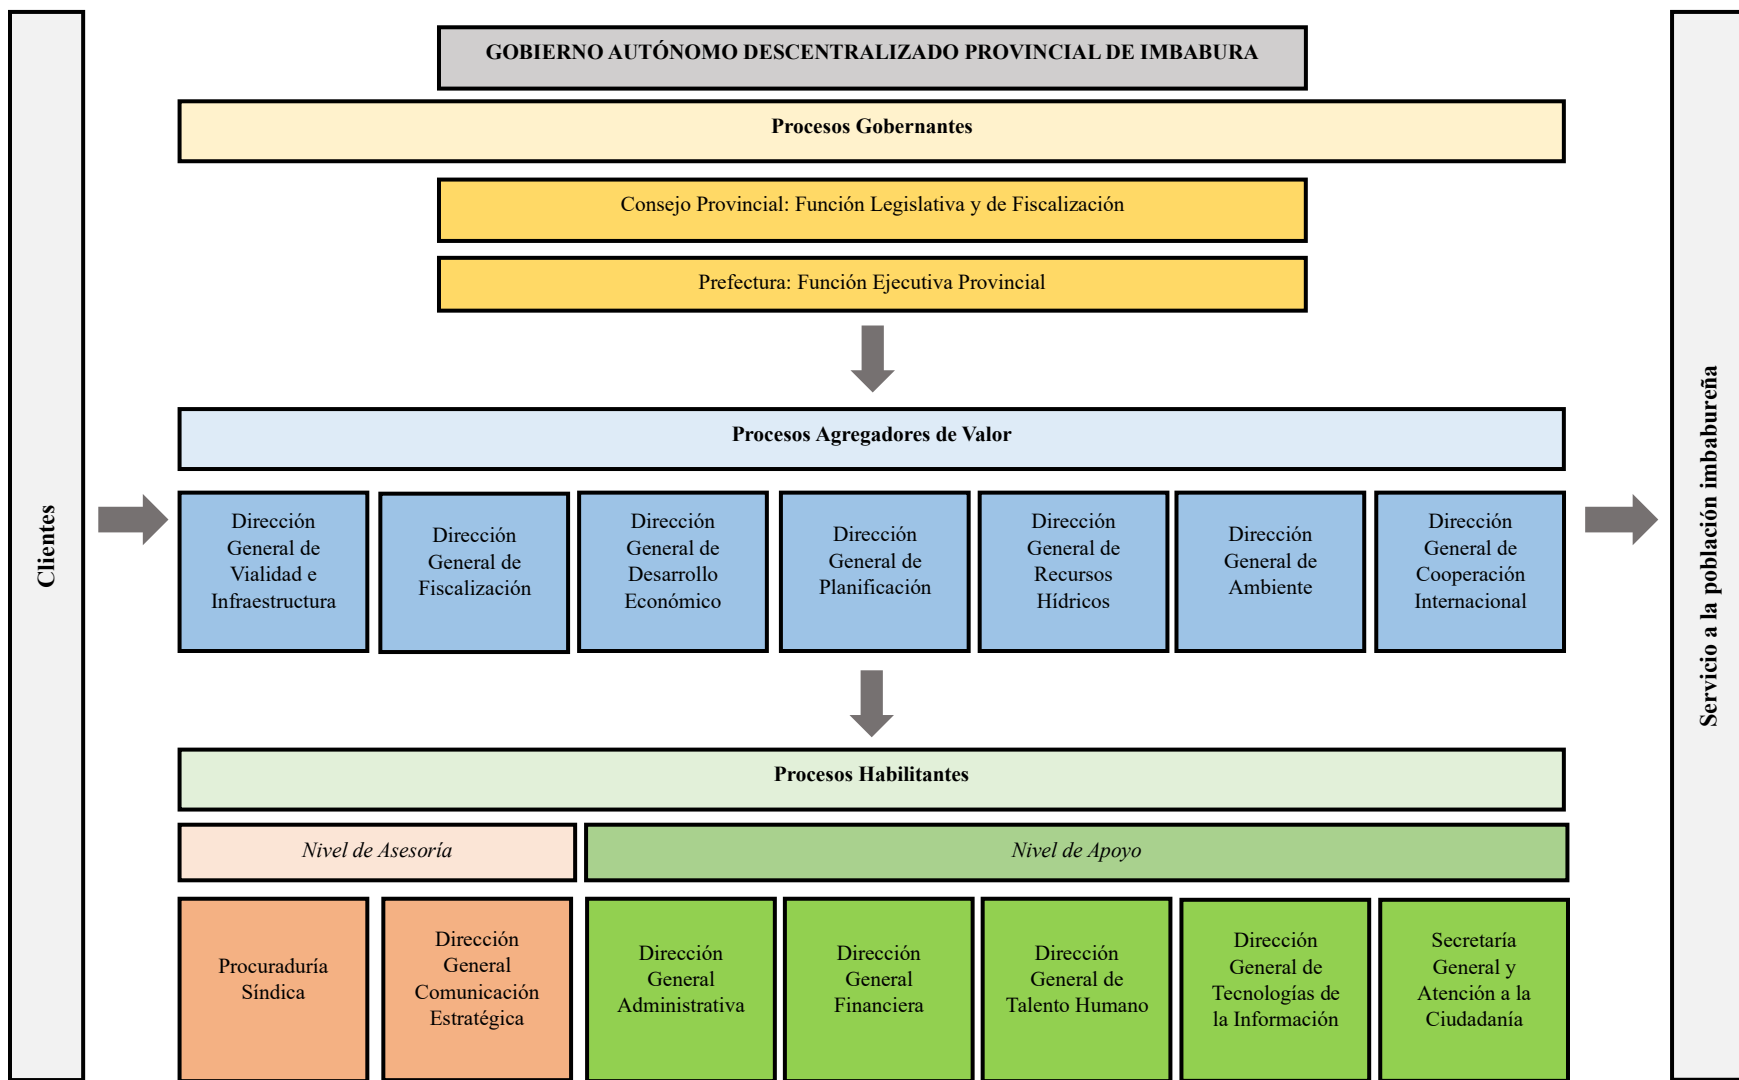 GOBIERNO AUTÓNOMO DESCENTRALIZADO PROVINCIAL DE IMBABURA
Procesos Gobernantes
Consejo Provincial: Función Legislativa y de Fiscalización
Prefectura: Función Ejecutiva Provincial
Clientes
Procesos Agregadores de Valor
Dirección
General de
Vialidad e
Infraestructura
Dirección
General de
Fiscalización
Dirección
General de
Desarrollo
Económico
Dirección
General de
Planificación
Dirección
General de
Recursos
Hídricos
Dirección
General de
Ambiente
Dirección
General de
Cooperación
Internacional
Servicio a la población imbabureña
Procesos Habilitantes
Nivel de Asesoría
Nivel de Apoyo
Procuraduría
Síndica
Dirección
General
Comunicación
Estratégica
Dirección
General
Administrativa
Dirección
General
Financiera
Dirección
General de
Talento Humano
Dirección
General de
Tecnologías de
la Información
Secretaría
General y
Atención a la
Ciudadanía